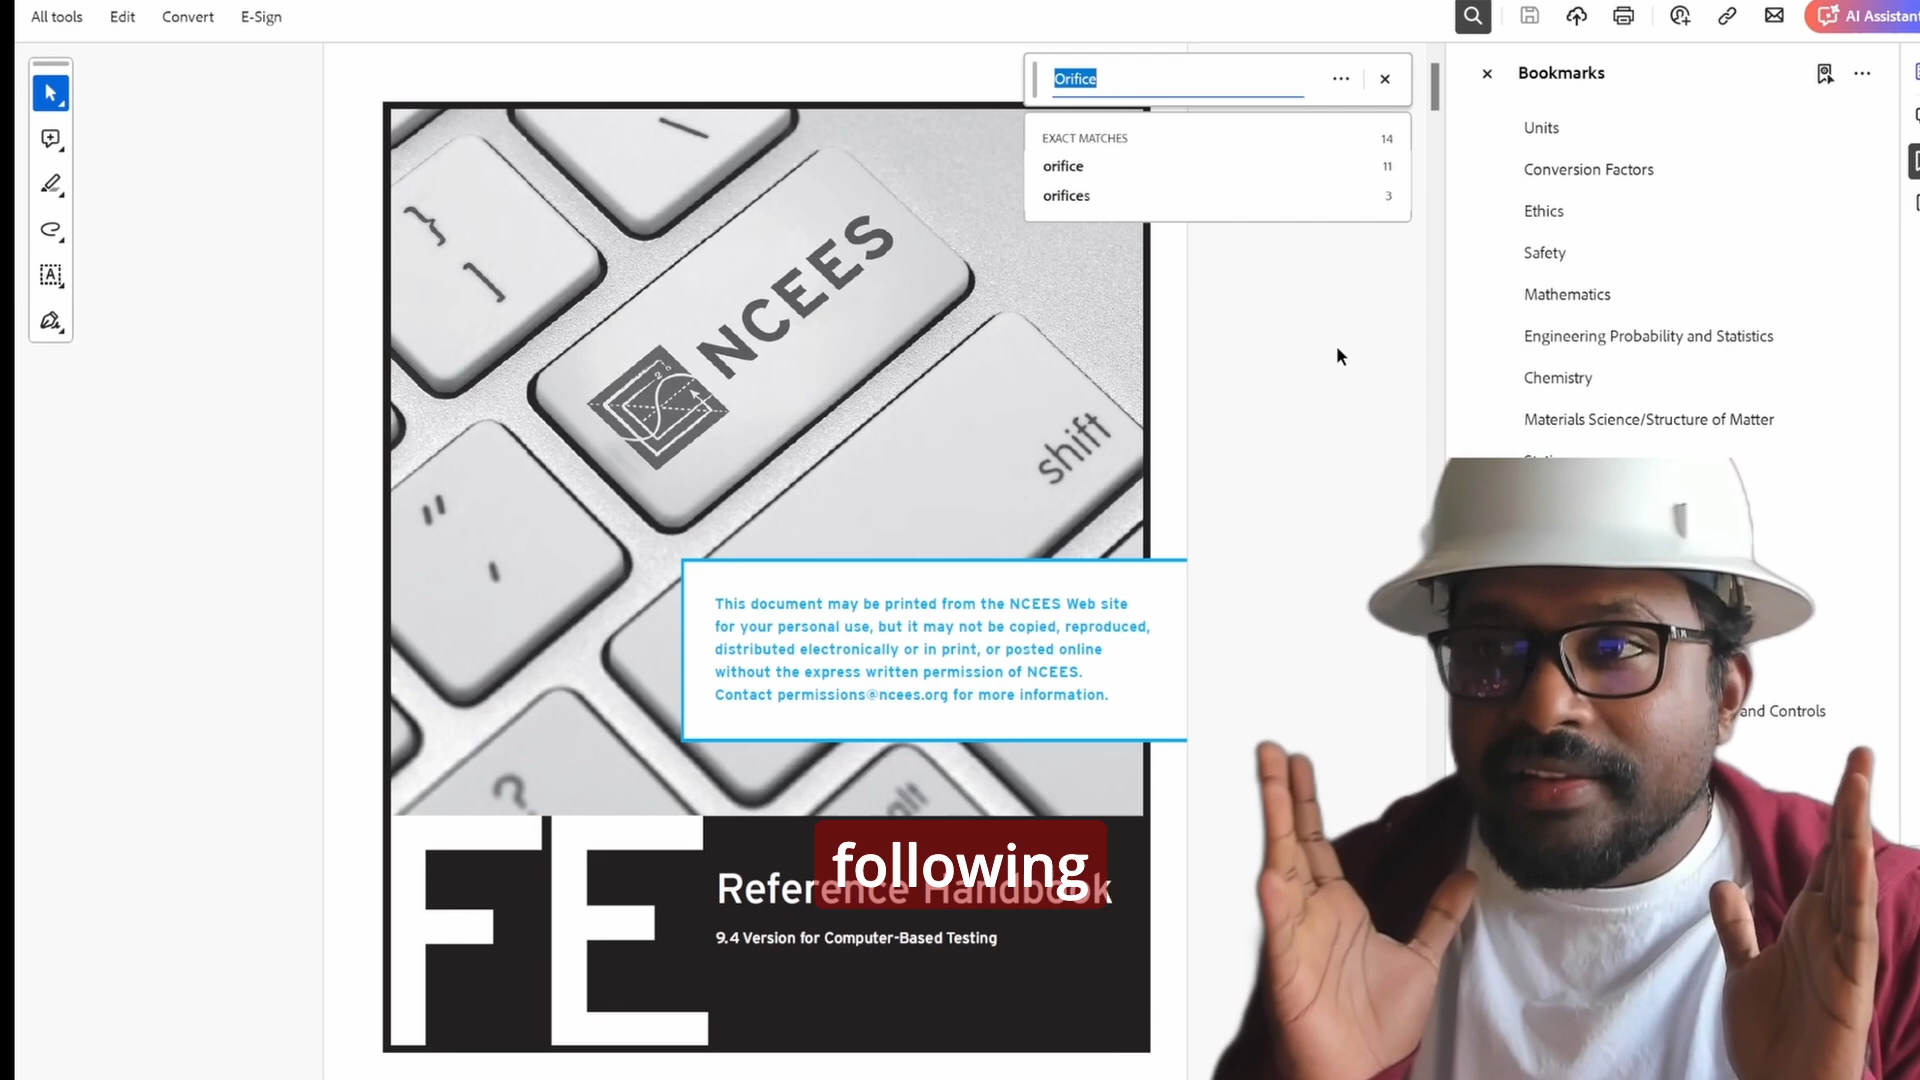 All tools
Edit
Convert
E-Sign
AI Assistant
Orifice
EXACT MATCHES 14
orifice 11
orifices 3
Bookmarks
Units
Conversion Factors
Ethics
Safety
Mathematics
Engineering Probability and Statistics
Chemistry
Materials Science/Structure of Matter
and Controls
NCEES
shift
alt
This document may be printed from the NCEES Web site
for your personal use, but it may not be copied, reproduced,
distributed electronically or in print, or posted online
without the express written permission of NCEES.
Contact permissions@ncees.org for more information.
FE
Reference Handbook
following
9.4 Version for Computer-Based Testing